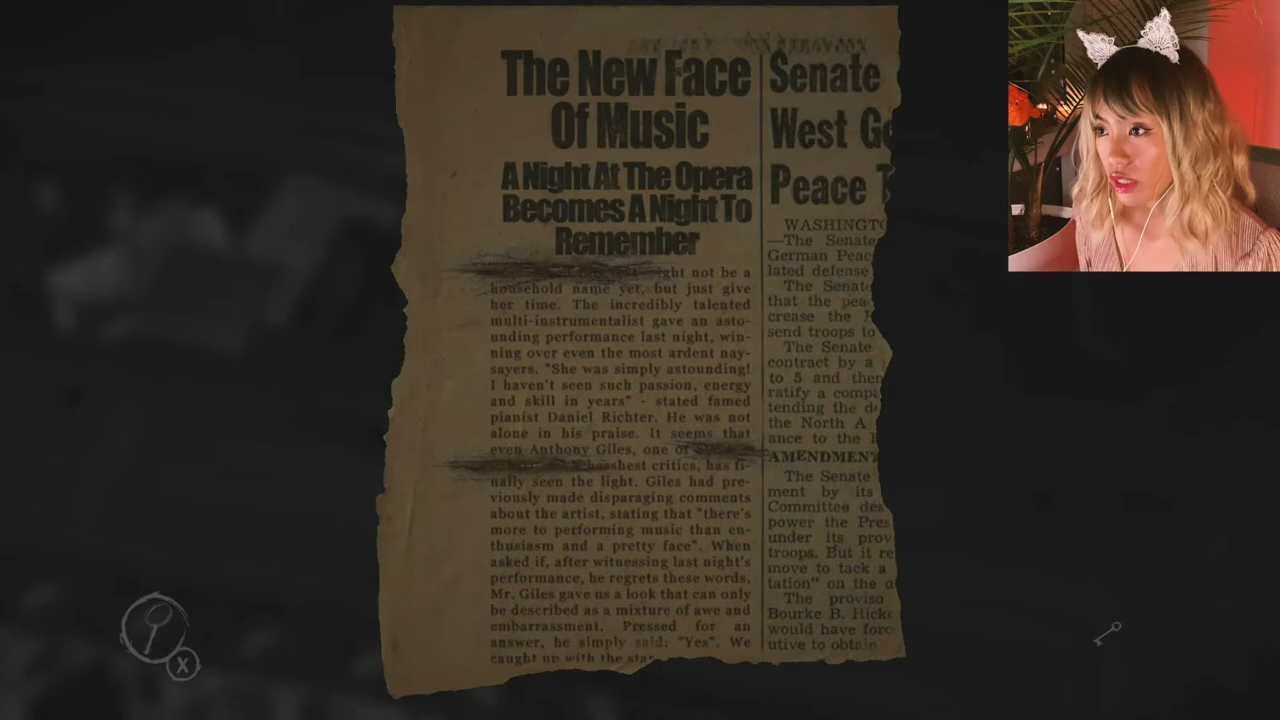 The New Face
Of Music
A Night At The Opera
Becomes A Night To
Remember
ght not be a
household name yet, but just give
her time. The incredibly talented
multi-instrumentalist gave an asto-
unding performance last night, win-
ning over even the most ardent nay-
sayers. "She was simply astounding!
I haven't seen such passion, energy
and skill in years" - stated famed
pianist Daniel Richter. He was not
alone in his praise. It seems that
even Anthony Giles, one of
harshest critics, has fi-
nally seen the light. Giles had pre-
viously made disparaging comments
about the artist, stating that "there's
more to performing music than en-
thusiasm and a pretty face". When
asked if, after witnessing last night's
performance, he regrets these words,
Mr. Giles gave us a look that can only
be described as a mixture of awe and
embarrassment. Pressed for an
answer, he simply said: "Yes". We
caught up with the star
Senate
West Ge
Peace T
WASHINGTO
—The Senate
German Peac
lated defense
The Senate
that the pea
crease the
send troops to
The Senate
contract by a
to 5 and then
ratify a comp
tending the de
the North A
ance to the
AMENDMENT
The Senate
ment by its
Committee des
power the Pres
under its prov
troops. But it re
move to tack a
tation" on the a
The proviso
Bourke B. Hicke
would have forc
utive to obtain
X